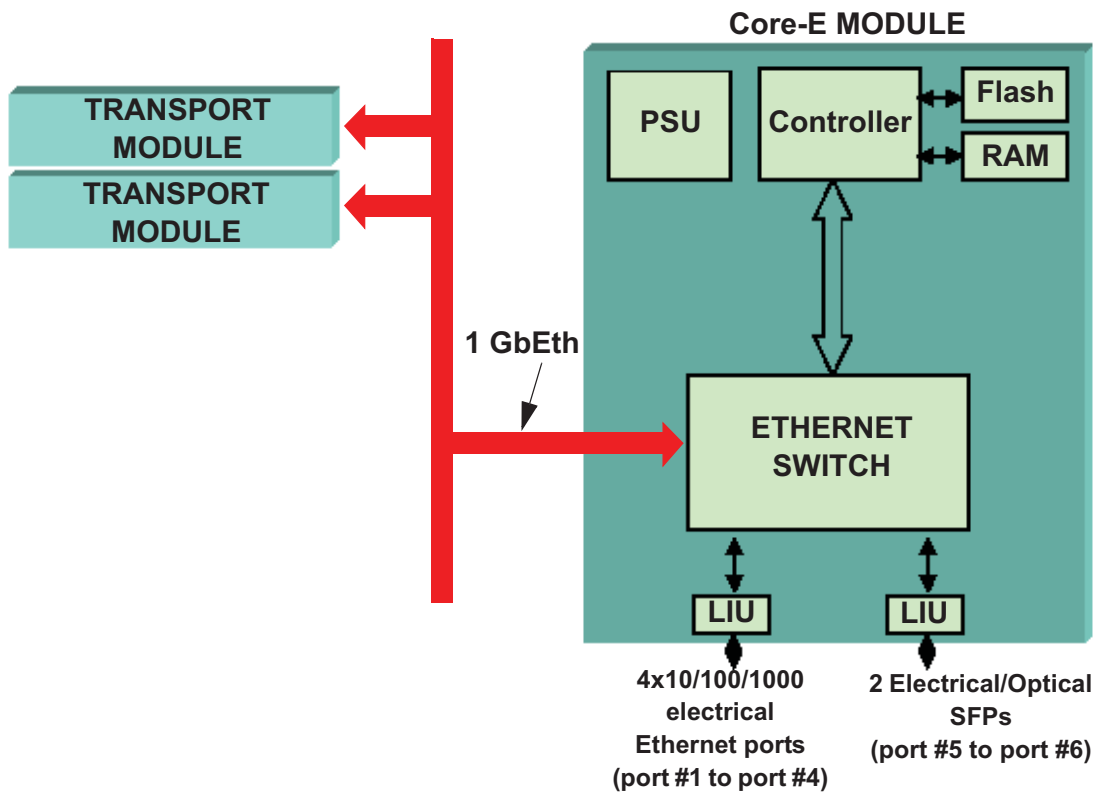 Core-E MODULE
TRANSPORT
MODULE
TRANSPORT
MODULE
PSU
Controller
Flash
RAM
1 GbEth
ETHERNET
SWITCH
LIU
LIU
4x10/100/1000
electrical
Ethernet ports
(port #1 to port #4)
2 Electrical/Optical
SFPs
(port #5 to port #6)